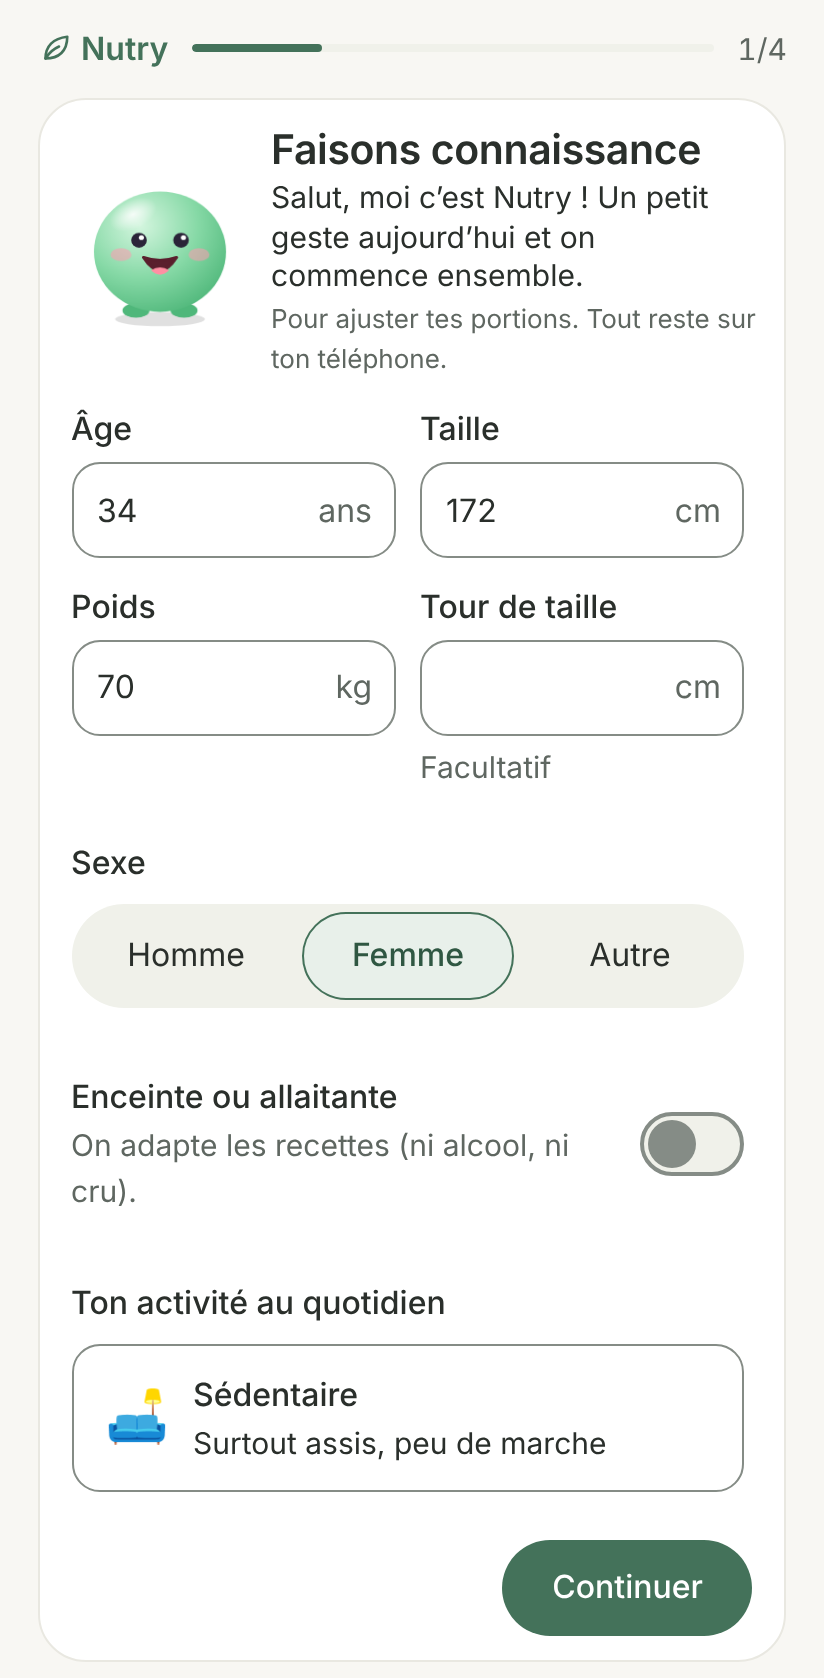 Nutry
1/4
Faisons connaissance
Salut, moi c’est Nutry ! Un petit
geste aujourd’hui et on
commence ensemble.
Pour ajuster tes portions. Tout reste sur
ton téléphone.
Âge
Taille
34 ans
172 cm
Poids
Tour de taille
70 kg
cm
Facultatif
Sexe
Homme
Femme
Autre
Enceinte ou allaitante
On adapte les recettes (ni alcool, ni
cru).
Ton activité au quotidien
Sédentaire
Surtout assis, peu de marche
Continuer